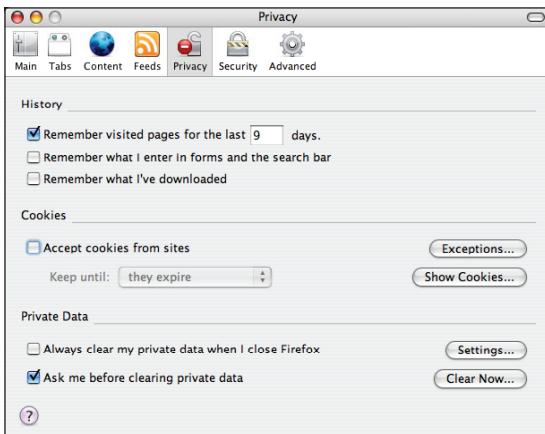 Privacy
Main Tabs Content Feeds Privacy Security Advanced
History
Remember visited pages for the last 9 days.
Remember what I enter in forms and the search bar
Remember what I've downloaded
Cookies
Accept cookies from sites Exceptions...
Keep until: they expire Show Cookies...
Private Data
Always clear my private data when I close Firefox Settings...
Ask me before clearing private data Clear Now...
?